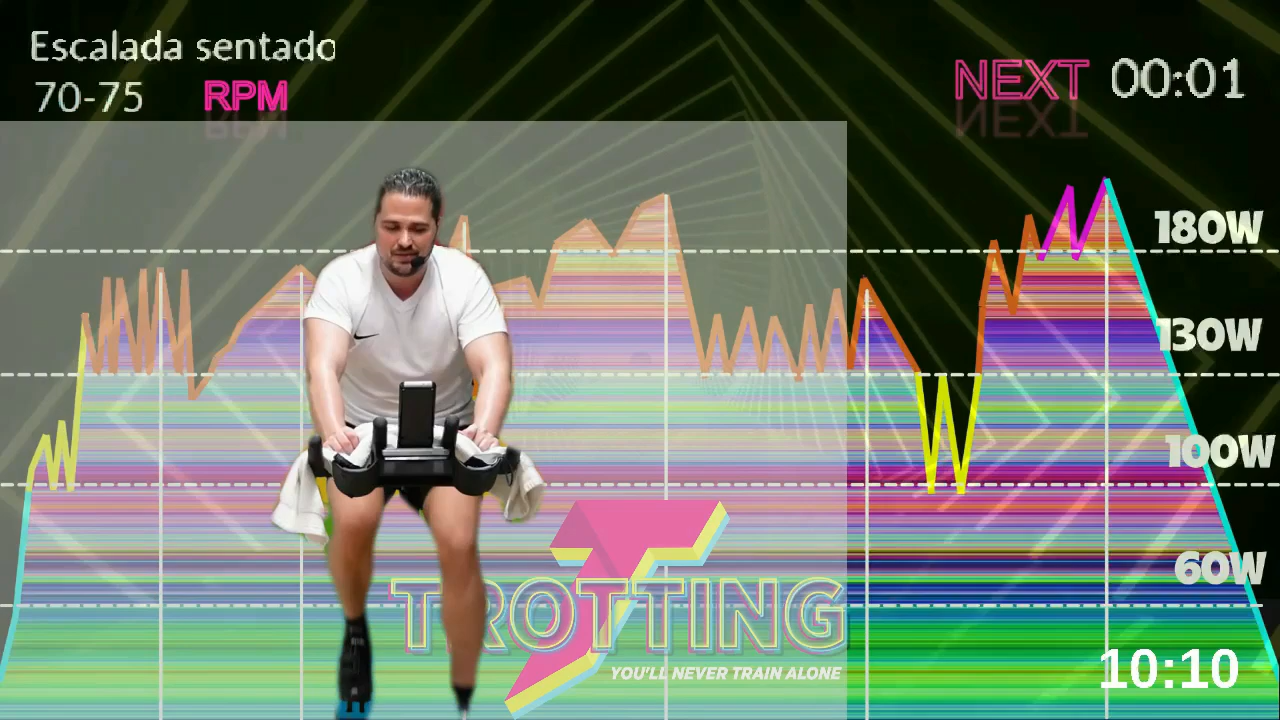 Escalada sentado
70-75 RPM
NEXT 00:01
180W
130W
100W
60W
TROTTING
YOU'LL NEVER TRAIN ALONE
10:10